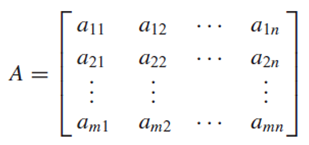 a11 a12 ⋯ a1n
a21 a22 ⋯ a2n
A = ⋮ ⋮ ⋮
am1 am2 ⋯ amn